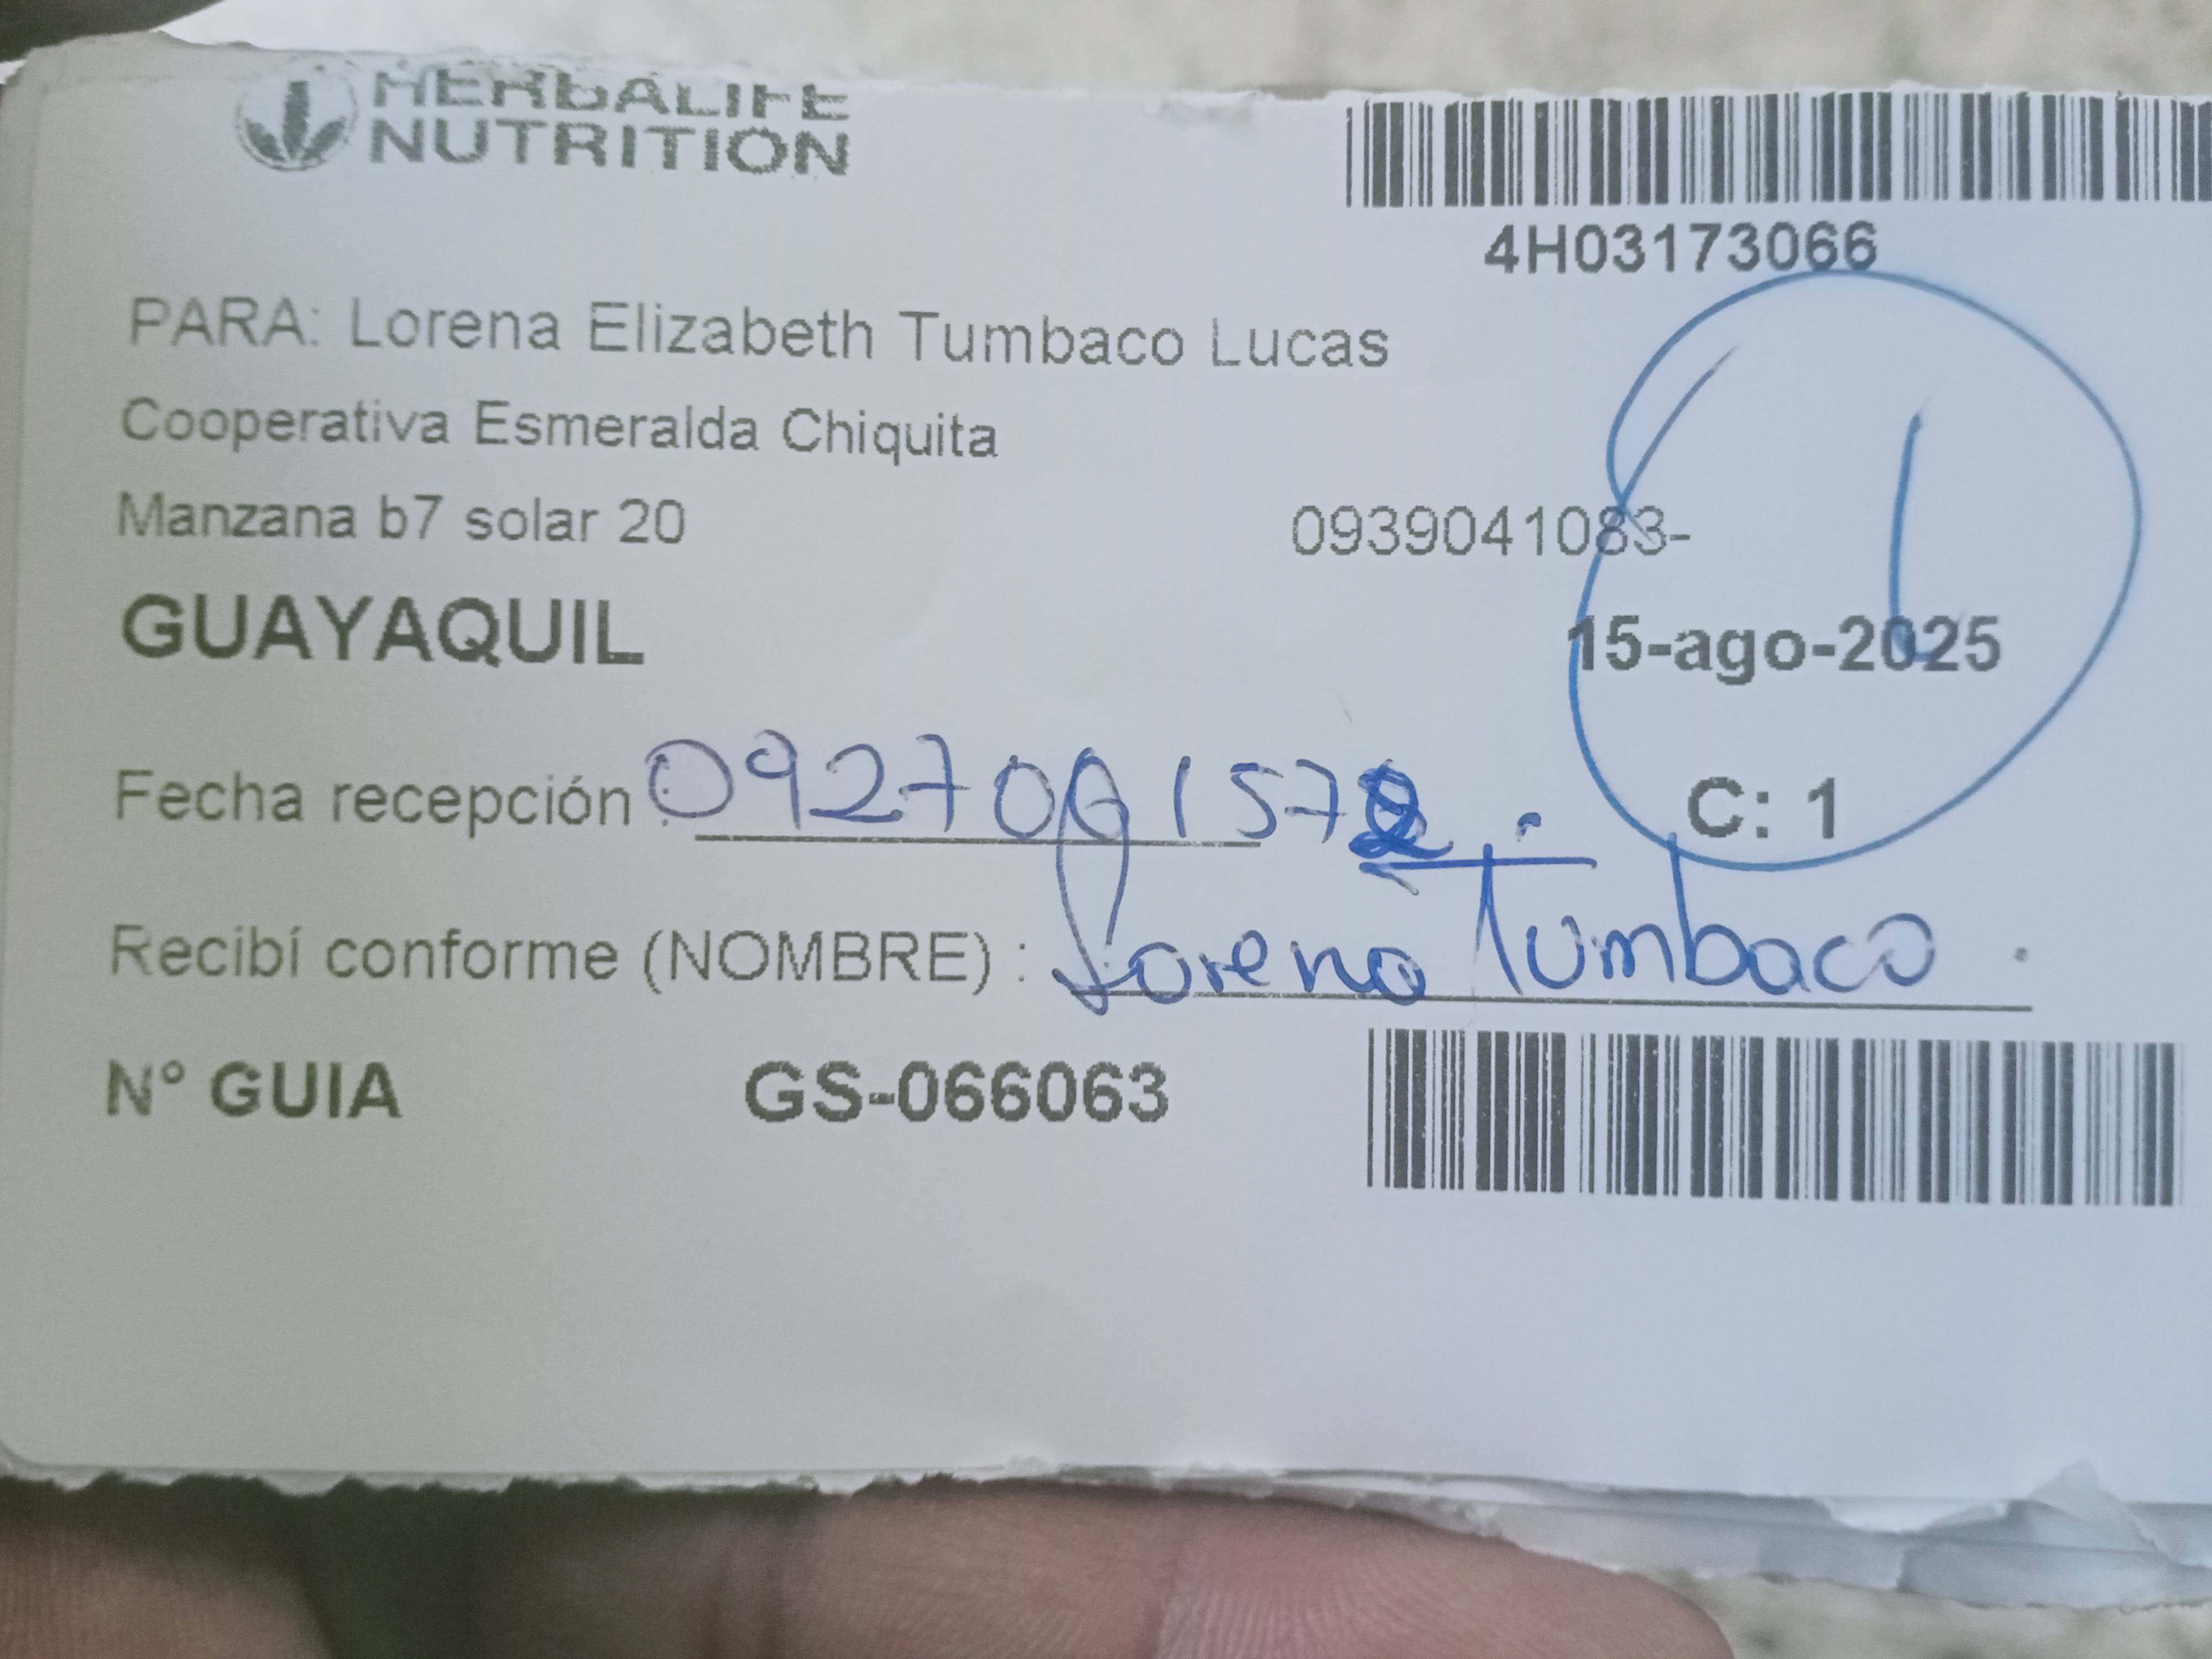 HERBALIFE
NUTRITION
4H03173066
PARA: Lorena Elizabeth Tumbaco Lucas
Cooperativa Esmeralda Chiquita
Manzana b7 solar 20 0939041083-
GUAYAQUIL 15-ago-2025
Fecha recepción : C: 1
Recibí conforme (NOMBRE) : Lorena Tumbaco .
N° GUIA GS-066063